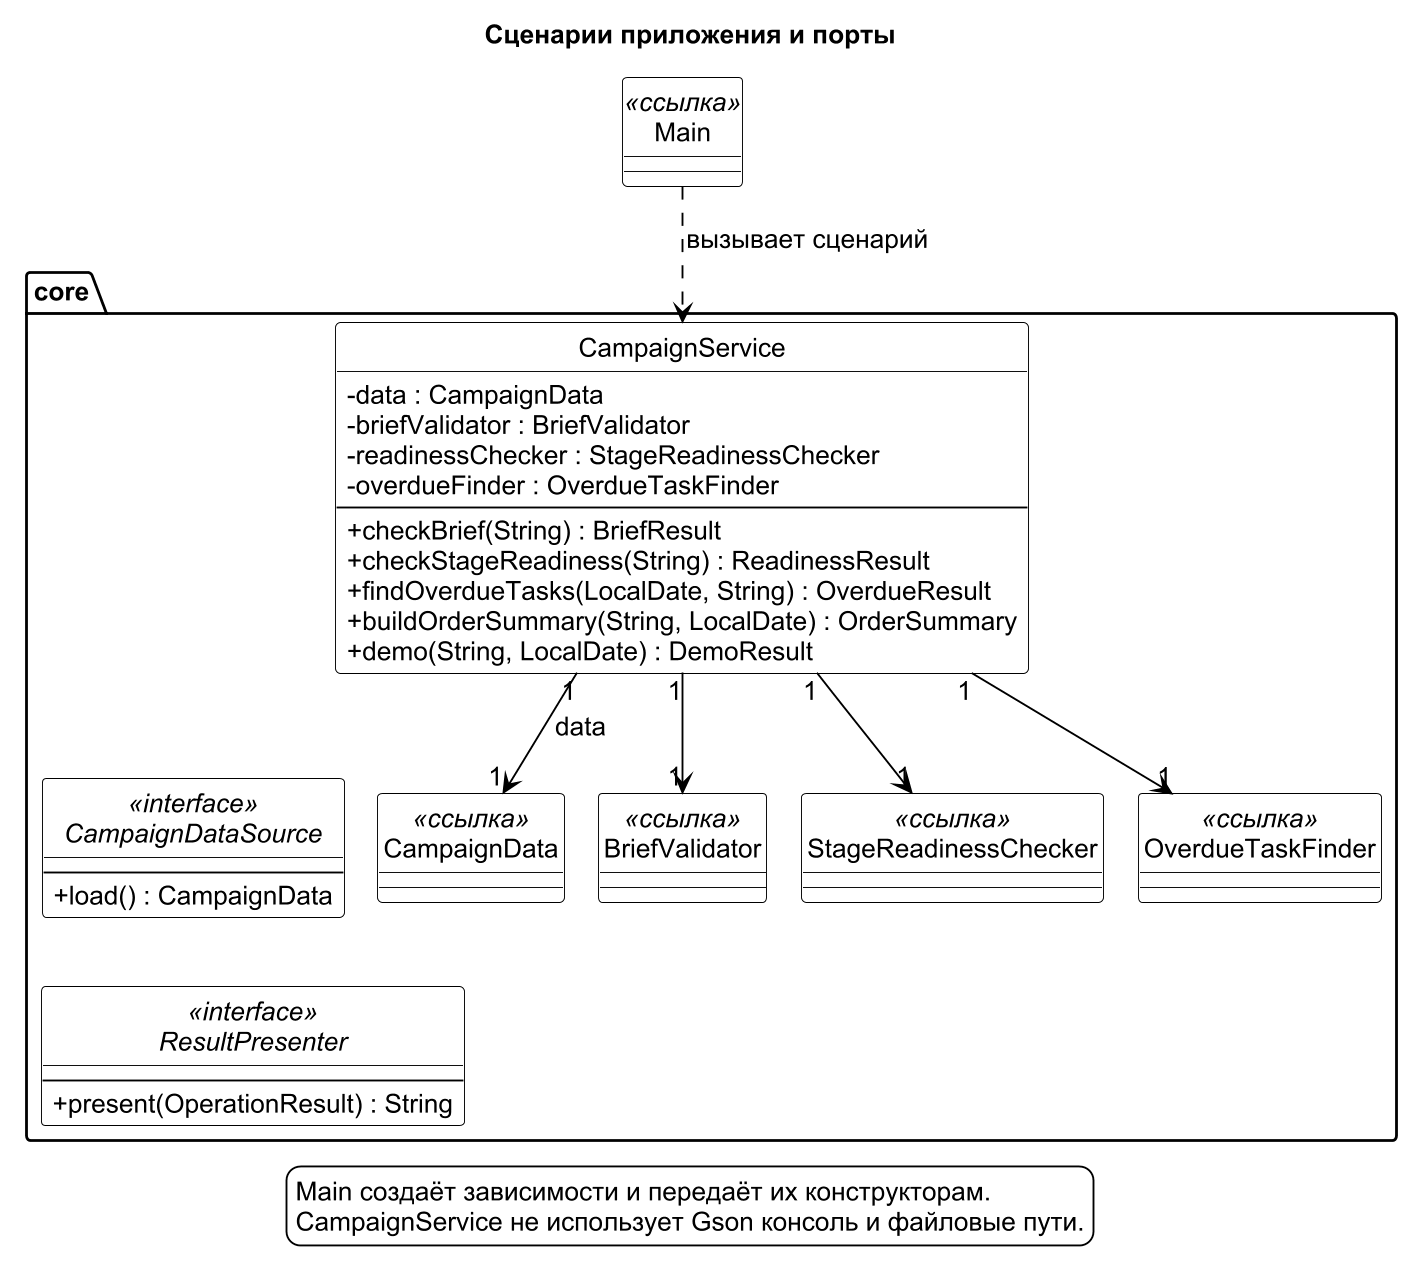 Сценарии приложения и порты
«ссылка»
Main
вызывает сценарий
core
CampaignService
-data : CampaignData
-briefValidator : BriefValidator
-readinessChecker : StageReadinessChecker
-overdueFinder : OverdueTaskFinder
+checkBrief(String) : BriefResult
+checkStageReadiness(String) : ReadinessResult
+findOverdueTasks(LocalDate, String) : OverdueResult
+buildOrderSummary(String, LocalDate) : OrderSummary
+demo(String, LocalDate) : DemoResult
1 1 1 1
data
1 1 1 1
«interface»
CampaignDataSource
+load() : CampaignData
«ссылка»
CampaignData
«ссылка»
BriefValidator
«ссылка»
StageReadinessChecker
«ссылка»
OverdueTaskFinder
«interface»
ResultPresenter
+present(OperationResult) : String
Main создаёт зависимости и передаёт их конструкторам.
CampaignService не использует Gson консоль и файловые пути.